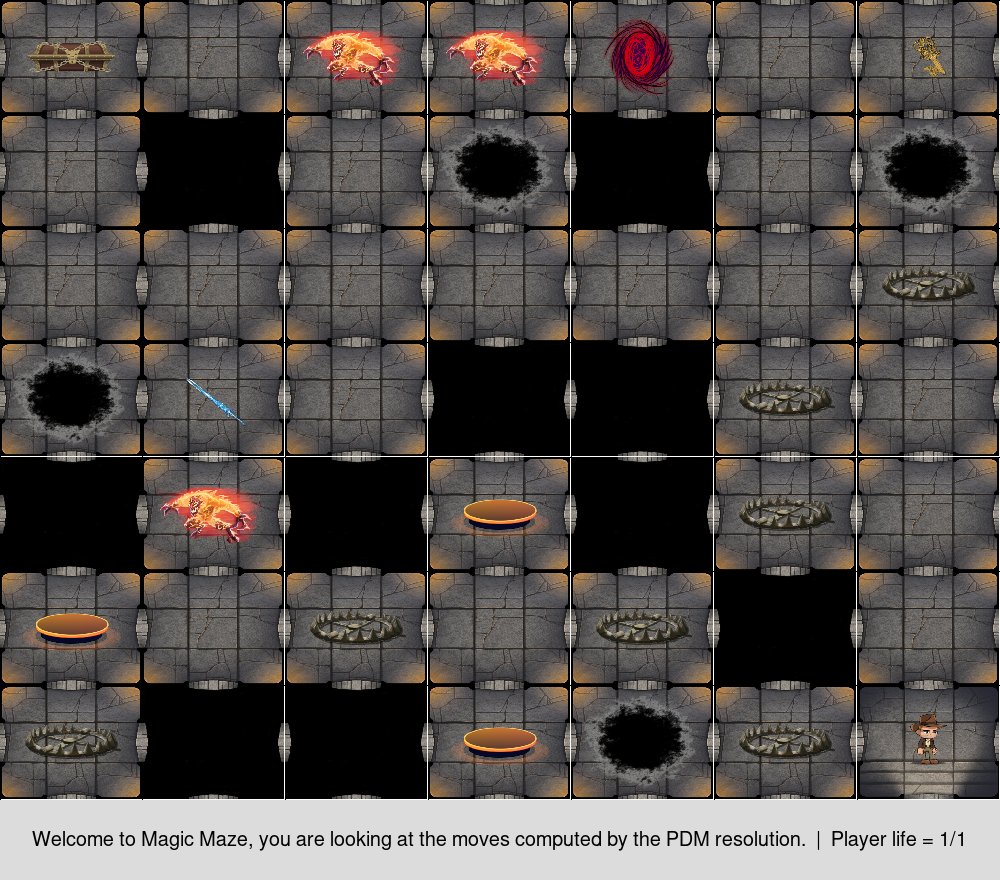 Welcome to Magic Maze, you are looking at the moves computed by the PDM resolution.  |  Player life = 1/1